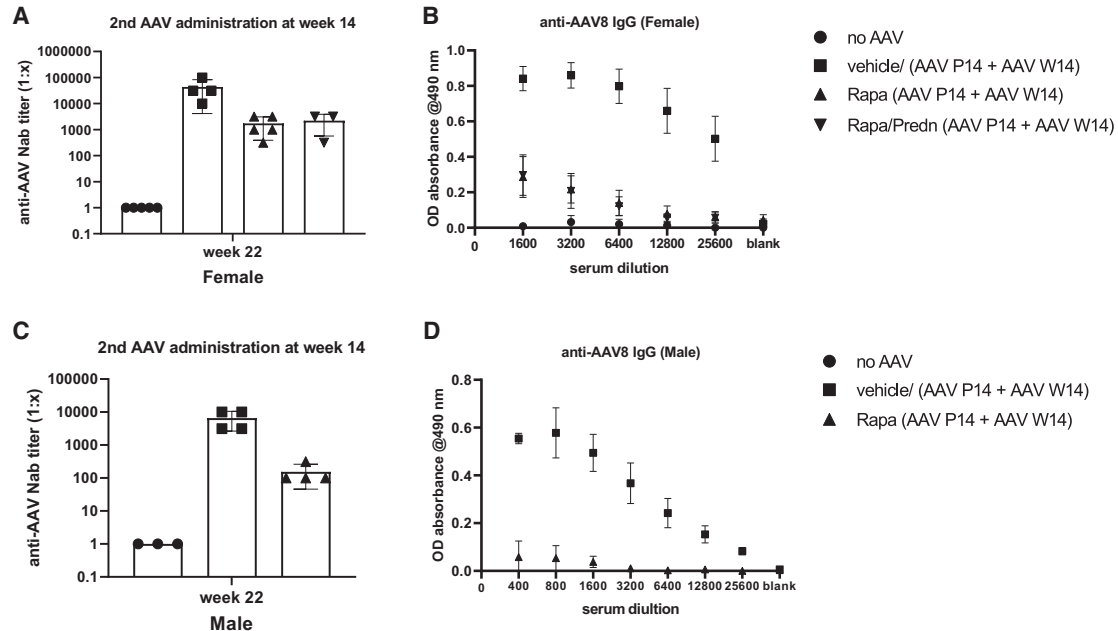 A
2nd AAV administration at week 14
anti-AAV Nab titer (1:x)
1000000
100000
10000
1000
100
10
1
0.1
week 22
Female
B
anti-AAV8 IgG (Female)
OD absorbance @490 nm
1.0
0.8
0.6
0.4
0.2
0.0
0 1600 3200 6400 12800 25600 blank
serum dilution
no AAV
vehicle/ (AAV P14 + AAV W14)
Rapa (AAV P14 + AAV W14)
Rapa/Predn (AAV P14 + AAV W14)
C
2nd AAV administration at week 14
anti-AAV Nab titer (1:x)
100000
10000
1000
100
10
1
0.1
week 22
Male
D
anti-AAV8 IgG (Male)
OD absorbance @490 nm
0.8
0.6
0.4
0.2
0.0
0 400 800 1600 3200 6400 12800 25600 blank
serum diultion
no AAV
vehicle/ (AAV P14 + AAV W14)
Rapa (AAV P14 + AAV W14)